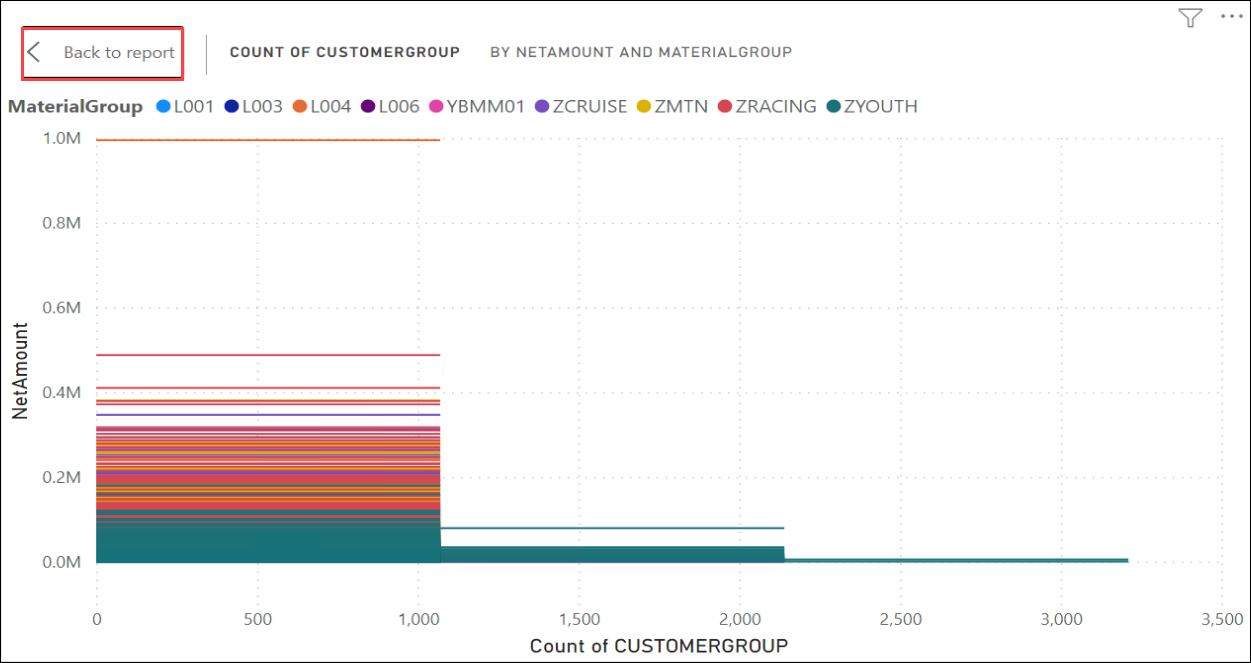 Back to report
COUNT OF CUSTOMERGROUP
BY NETAMOUNT AND MATERIALGROUP
MaterialGroup L001 L003 L004 L006 YBMM01 ZCRUISE ZMTN ZRACING ZYOUTH
1.0M
0.8M
0.6M
0.4M
0.2M
0.0M
NetAmount
0 500 1,000 1,500 2,000 2,500 3,000 3,500
Count of CUSTOMERGROUP